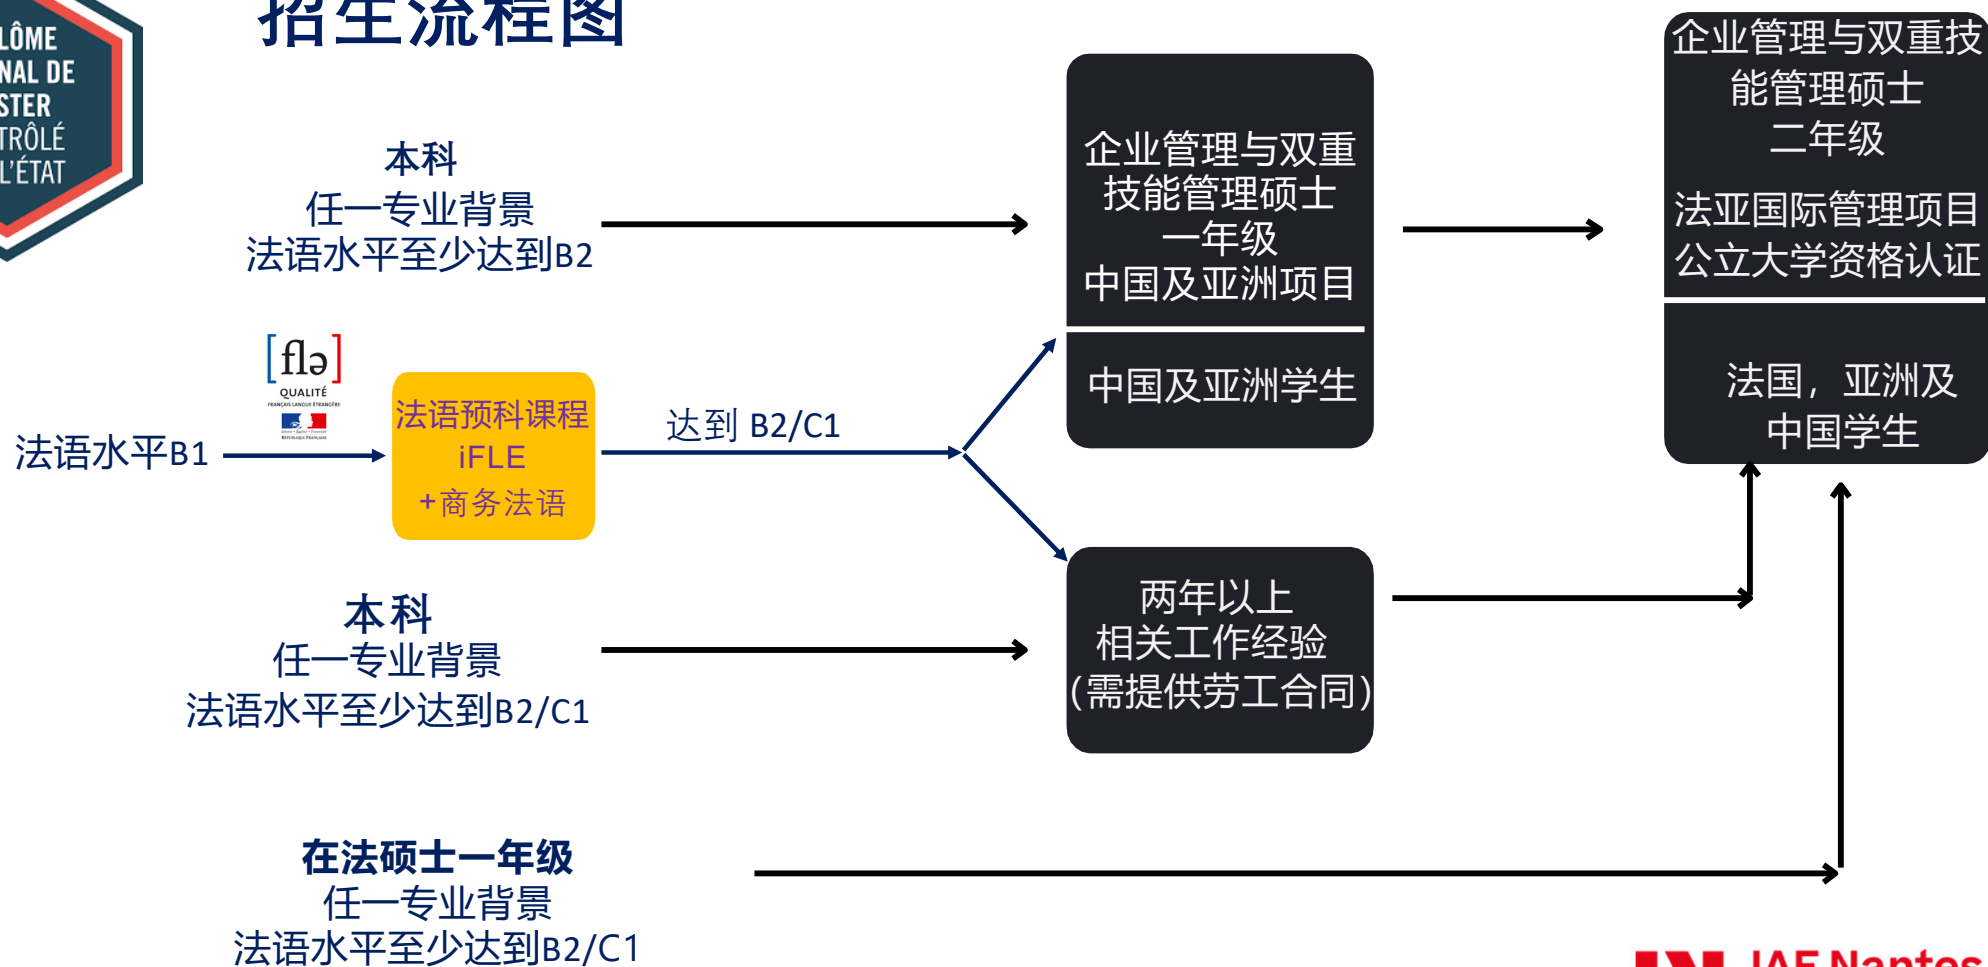 招生流程图
LÔME
NAL DE
STER
TRÔLÉ
L'ÉTAT
本科
任一专业背景
法语水平至少达到B2
企业管理与双重
技能管理硕士
一年级
中国及亚洲项目
中国及亚洲学生
企业管理与双重技
能管理硕士
二年级
法亚国际管理项目
公立大学资格认证
法国，亚洲及
中国学生
[flə]
QUALITÉ
FRANÇAIS LANGUE ÉTRANGÈRE
RÉPUBLIQUE FRANÇAISE
法语水平B1
法语预科课程
iFLE
+商务法语
达到 B2/C1
本科
任一专业背景
法语水平至少达到B2/C1
两年以上
相关工作经验
(需提供劳工合同)
在法硕士一年级
任一专业背景
法语水平至少达到B2/C1
IAE Nantes